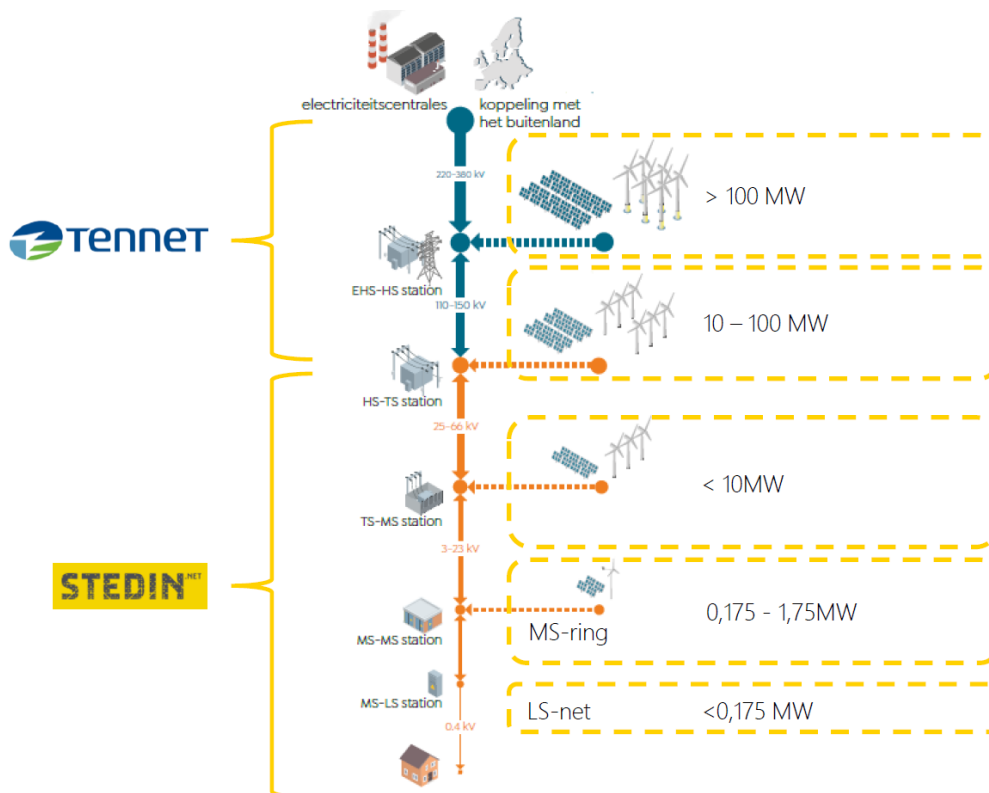 electriciteitscentrales
koppeling met
het buitenland
220-380 kV
> 100 MW
TENNET
EHS-HS station
110-150 kV
10 – 100 MW
HS-TS station
25-66 kV
< 10MW
TS-MS station
3-23 kV
STEDIN.NET
0,175 - 1,75MW
MS-ring
MS-MS station
MS-LS station
LS-net
<0,175 MW
0.4 kV